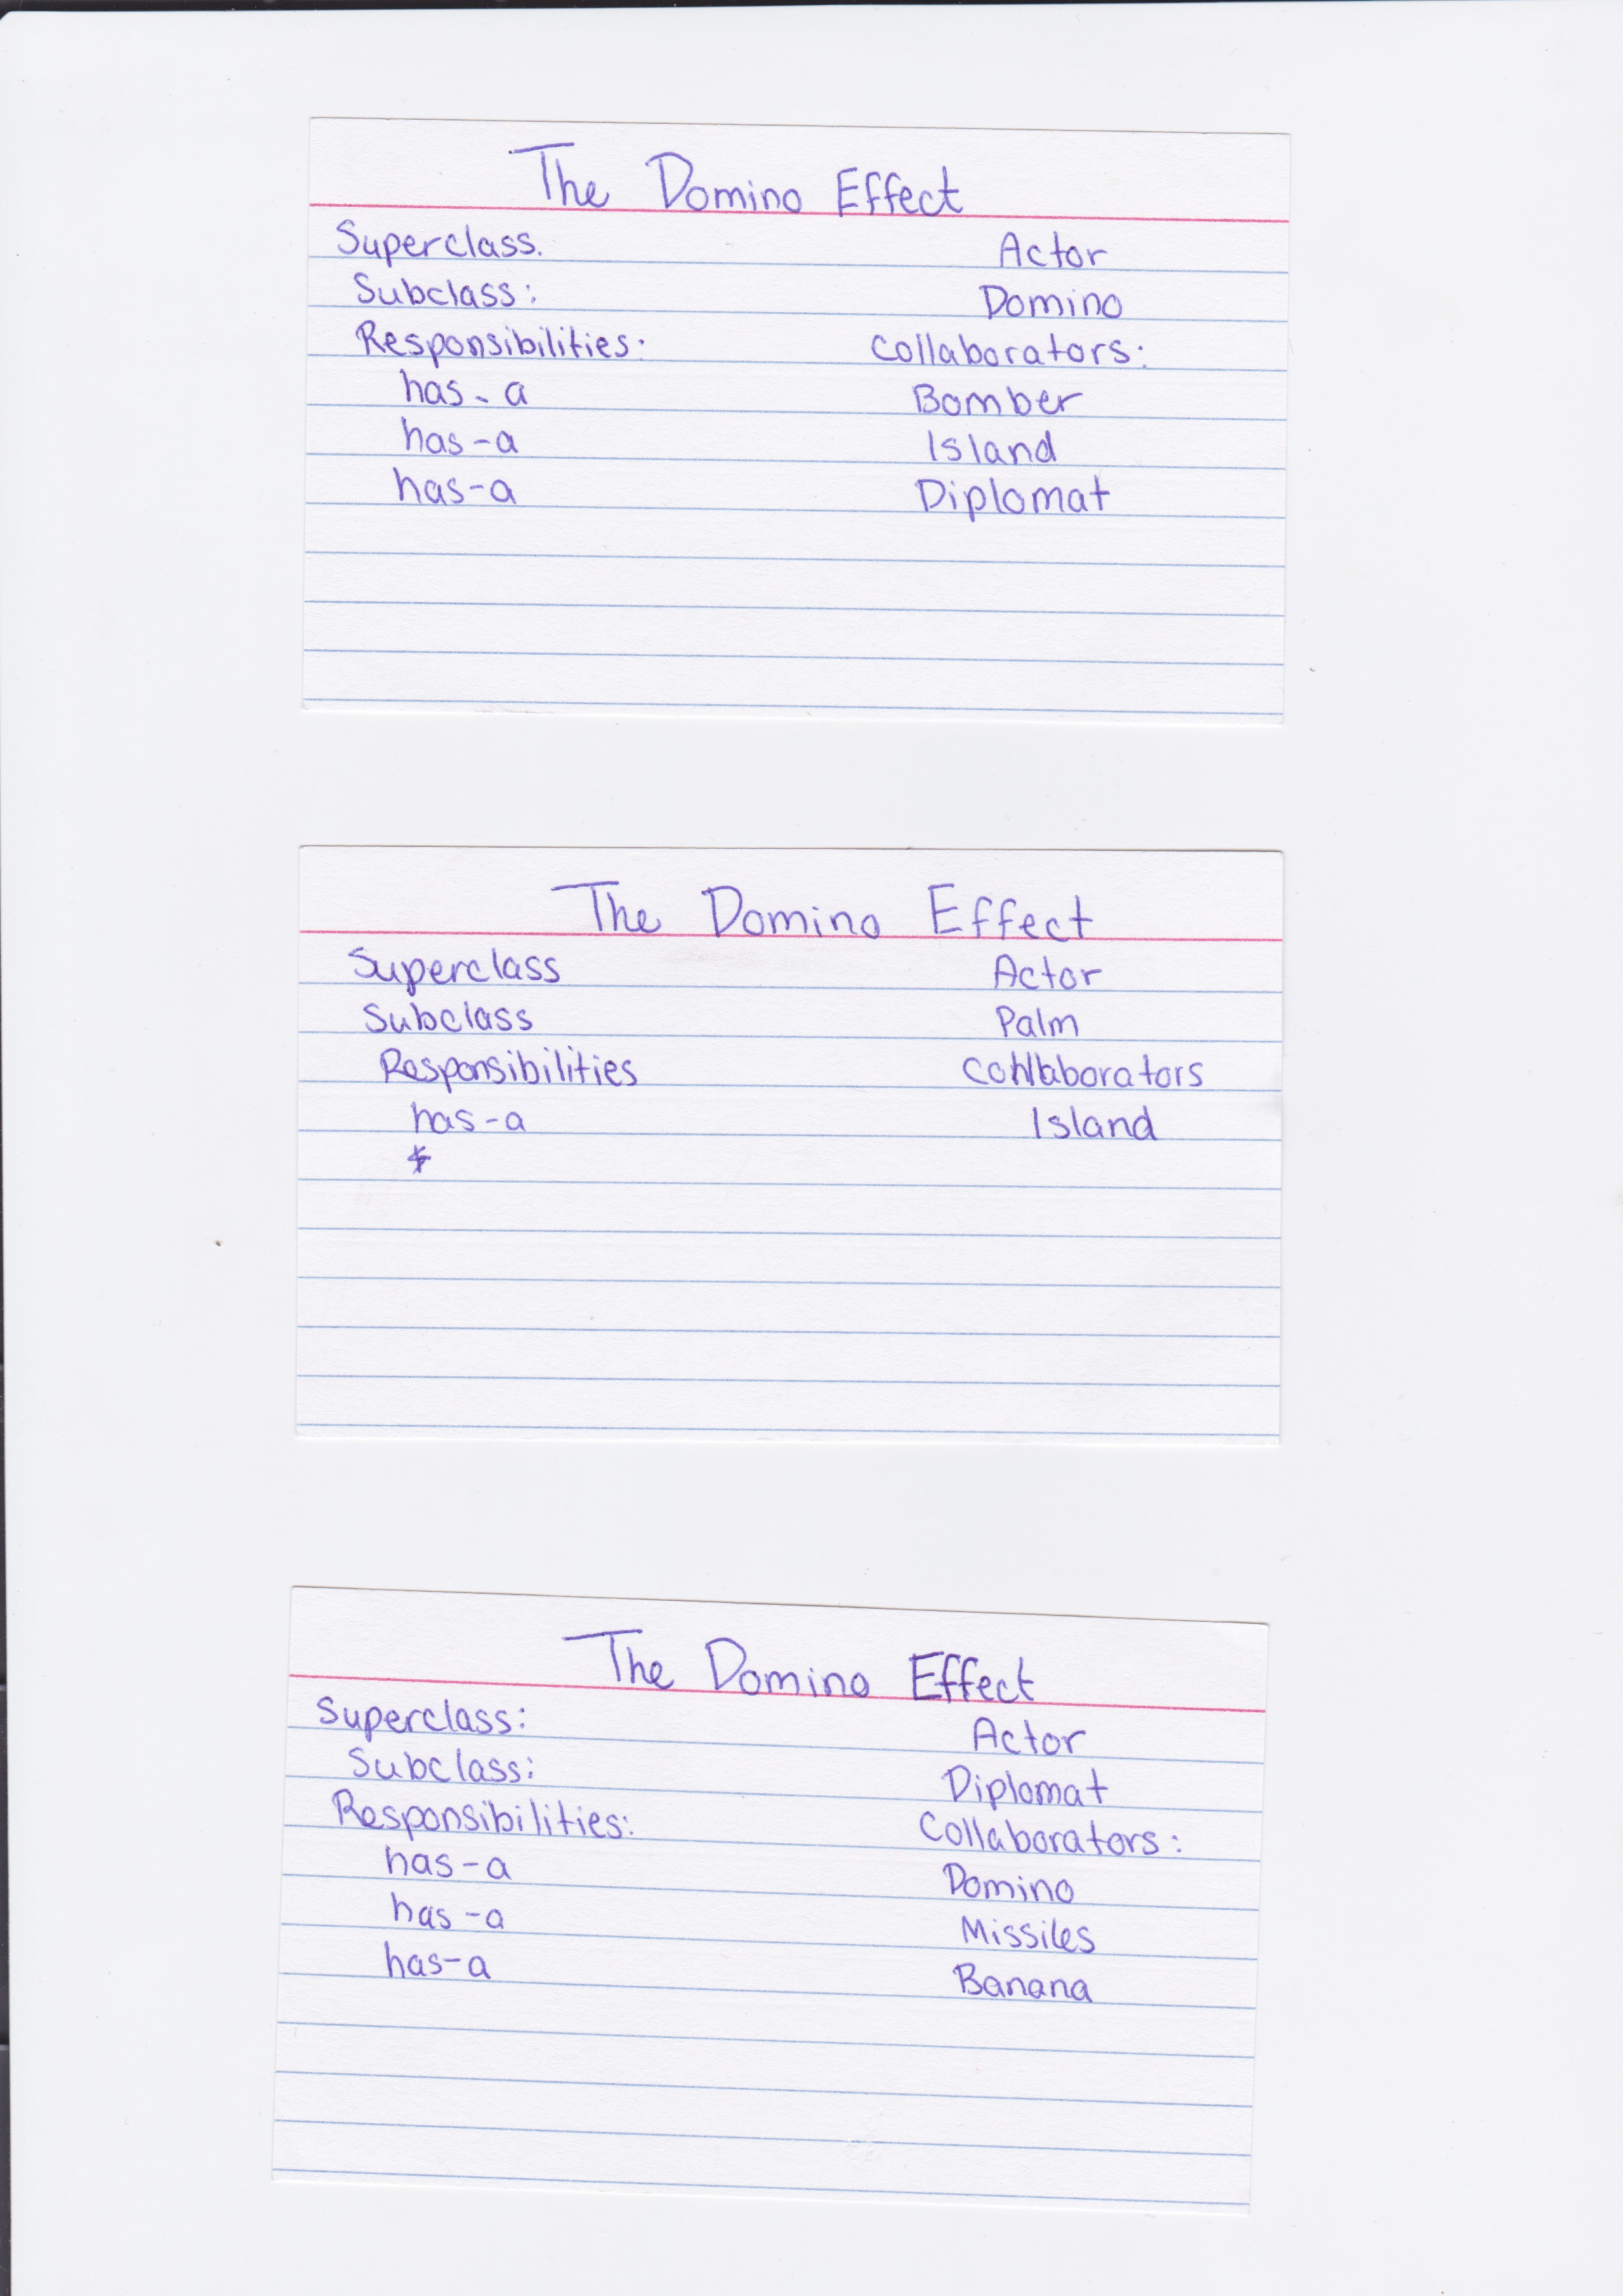 The Domino Effect
Superclass. Actor
Subclass: Domino
Responsibilities: Collaborators:
has-a Bomber
has-a Island
has-a Diplomat
The Domino Effect
Superclass Actor
Subclass Palm
Responsibilities Collaborators
has-a Island
The Domino Effect
Superclass: Actor
Subclass: Diplomat
Responsibilities: Collaborators:
has-a Domino
has-a Missiles
has-a Banana